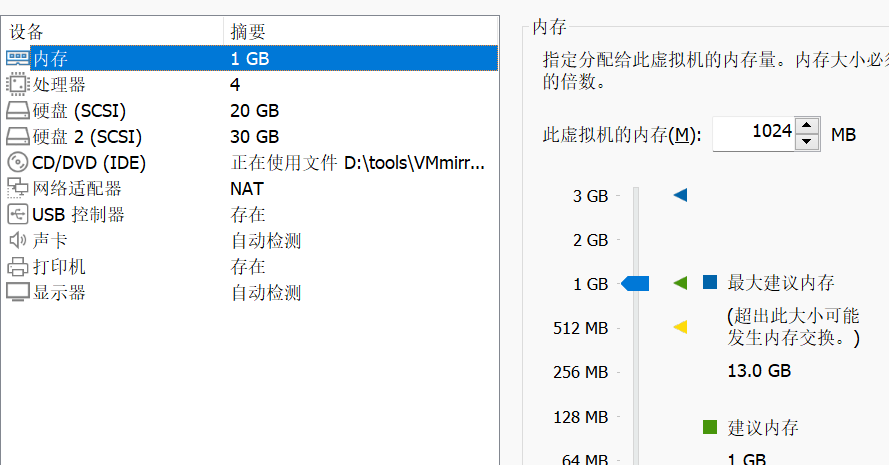 设备 摘要
内存 1 GB
处理器 4
硬盘 (SCSI) 20 GB
硬盘 2 (SCSI) 30 GB
CD/DVD (IDE) 正在使用文件 D:\tools\VMmirr...
网络适配器 NAT
USB 控制器 存在
声卡 自动检测
打印机 存在
显示器 自动检测
内存
指定分配给此虚拟机的内存量。内存大小必须
的倍数。
此虚拟机的内存(M): 1024 MB
3 GB
2 GB
1 GB
512 MB
256 MB
128 MB
64 MB
最大建议内存
(超出此大小可能
发生内存交换。)
13.0 GB
建议内存
1 GB